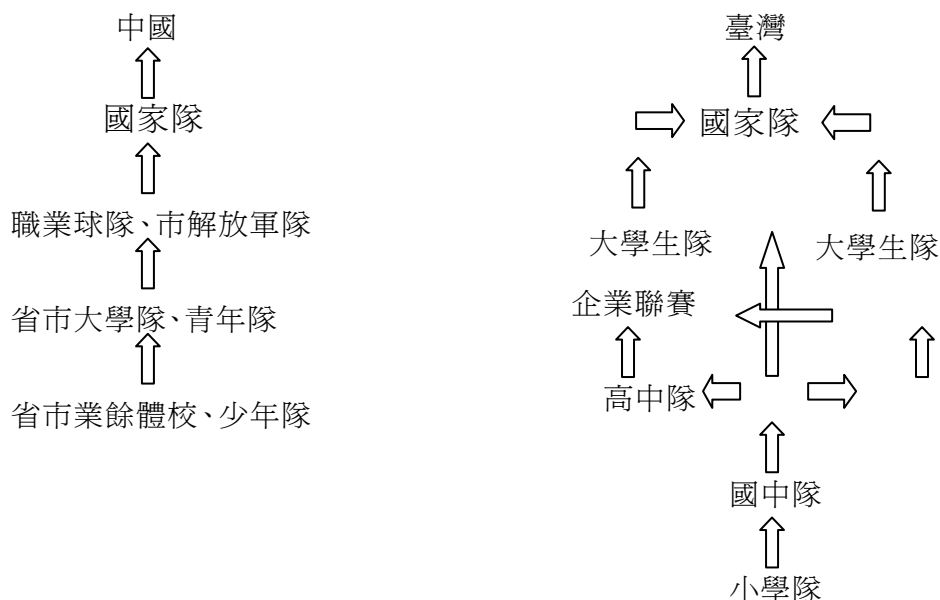 中國
國家隊
職業球隊、市解放軍隊
省市大學隊、青年隊
省市業餘體校、少年隊
臺灣
國家隊
大學生隊
大學生隊
企業聯賽
高中隊
國中隊
小學隊